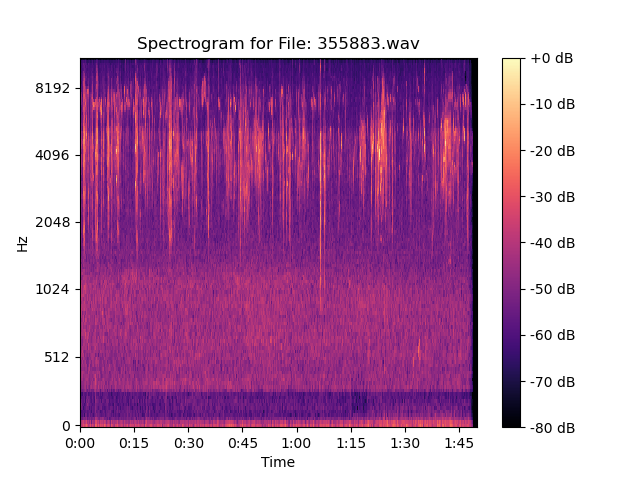 Spectrogram for File: 355883.wav
8192
4096
2048
1024
512
0
Hz
0:00 0:15 0:30 0:45 1:00 1:15 1:30 1:45
Time
+0 dB
-10 dB
-20 dB
-30 dB
-40 dB
-50 dB
-60 dB
-70 dB
-80 dB